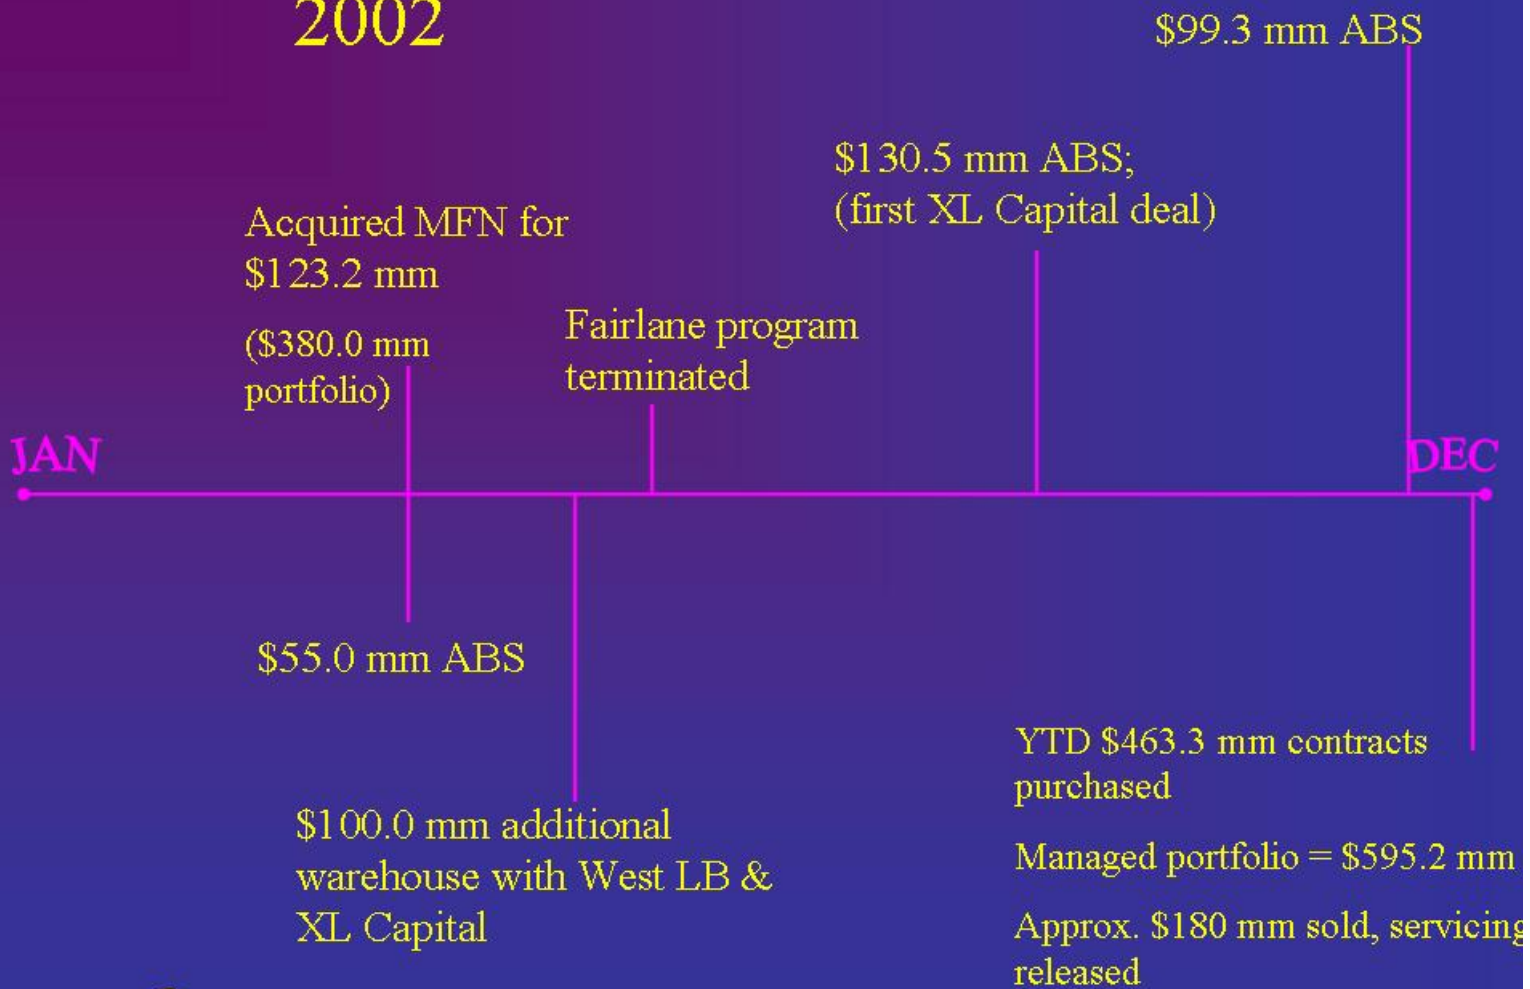 2002
$99.3 mm ABS
$130.5 mm ABS;
(first XL Capital deal)
Acquired MFN for
$123.2 mm
($380.0 mm
portfolio)
Fairlane program
terminated
JAN
DEC
$55.0 mm ABS
$100.0 mm additional
warehouse with West LB &
XL Capital
YTD $463.3 mm contracts
purchased
Managed portfolio = $595.2 mm
Approx. $180 mm sold, servicing
released